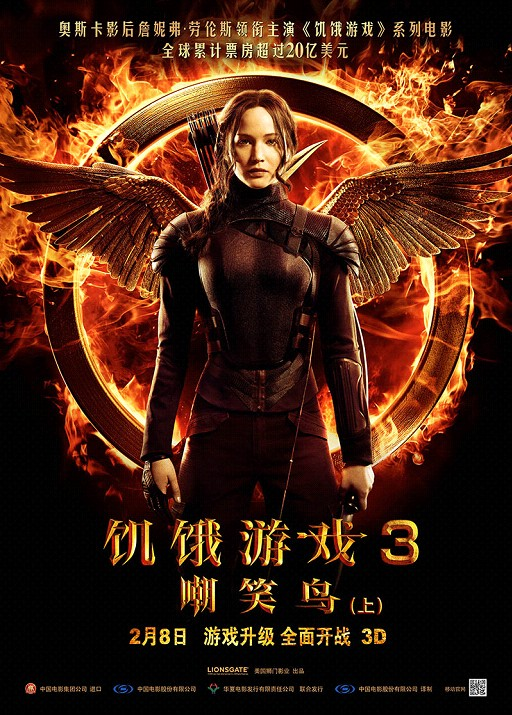 奥斯卡影后詹妮弗·劳伦斯领衔主演《饥饿游戏》系列电影
全球累计票房超过20亿美元
饥饿游戏3
嘲笑鸟(上)
2月8日 游戏升级 全面开战 3D
LIONSGATE 美国狮门影业 出品
中国电影集团公司 进口 中国电影股份有限公司 华夏电影发行有限责任公司 联合发行 中国电影股份有限公司 译制 移动官网